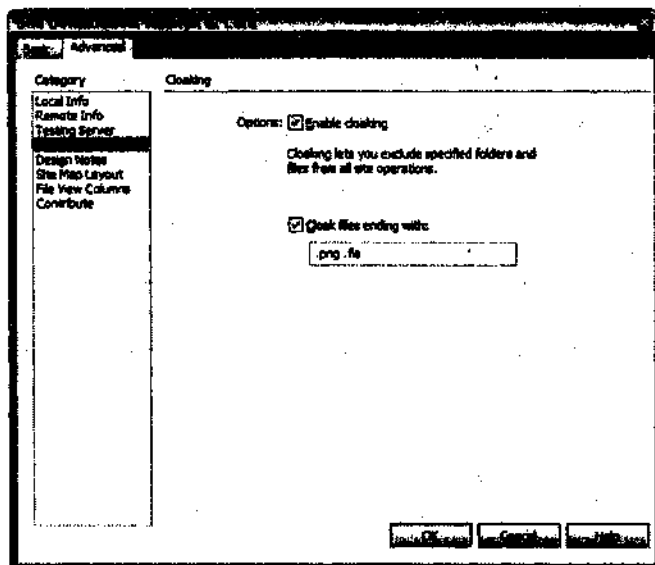 Basic Advanced
Category Cloaking
Local Info
Remote Info
Testing Server
Design Notes
Site Map Layout
File View Columns
Contribute
Options: Enable cloaking
Cloaking lets you exclude specified folders and
files from all site operations.
Cloak files ending with:
.png .fla
OK Cancel Help